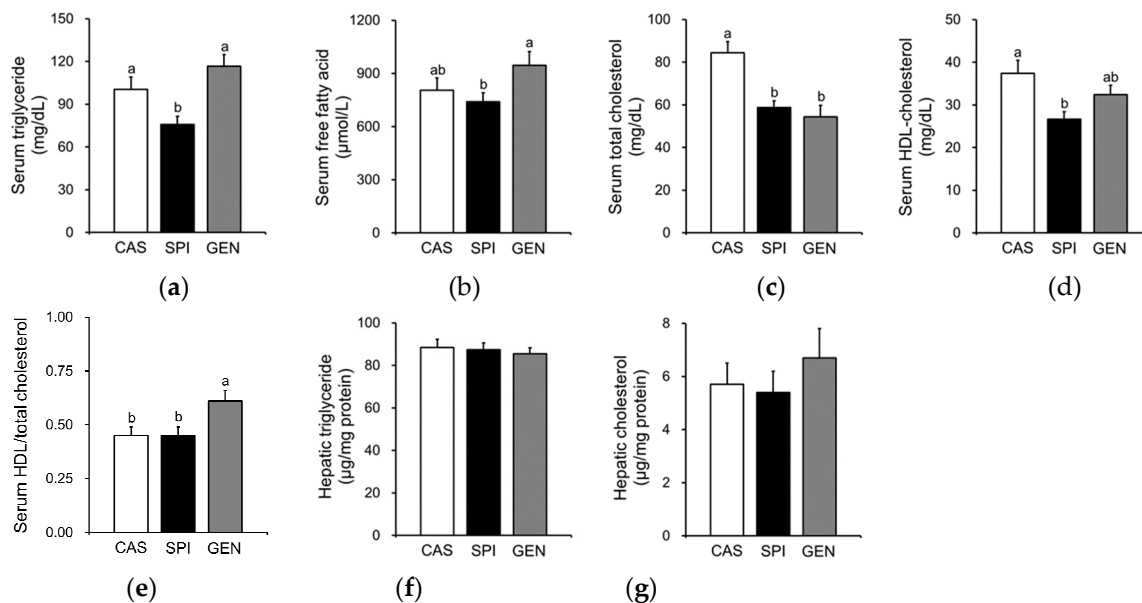 Serum triglyceride
(mg/dL)
150
120
90
60
30
0
a
b
a
CAS SPI GEN
(a)
Serum free fatty acid
(μmol/L)
1200
900
600
300
0
ab
b
a
CAS SPI GEN
(b)
Serum total cholesterol
(mg/dL)
100
80
60
40
20
0
a
b
b
CAS SPI GEN
(c)
Serum HDL-cholesterol
(mg/dL)
50
40
30
20
10
0
a
b
ab
CAS SPI GEN
(d)
Serum HDL/total cholesterol
1.00
0.75
0.50
0.25
0.00
b
b
a
CAS SPI GEN
(e)
Hepatic triglyceride
(μg/mg protein)
100
80
60
40
20
0
CAS SPI GEN
(f)
Hepatic cholesterol
(μg/mg protein)
8
6
4
2
0
CAS SPI GEN
(g)